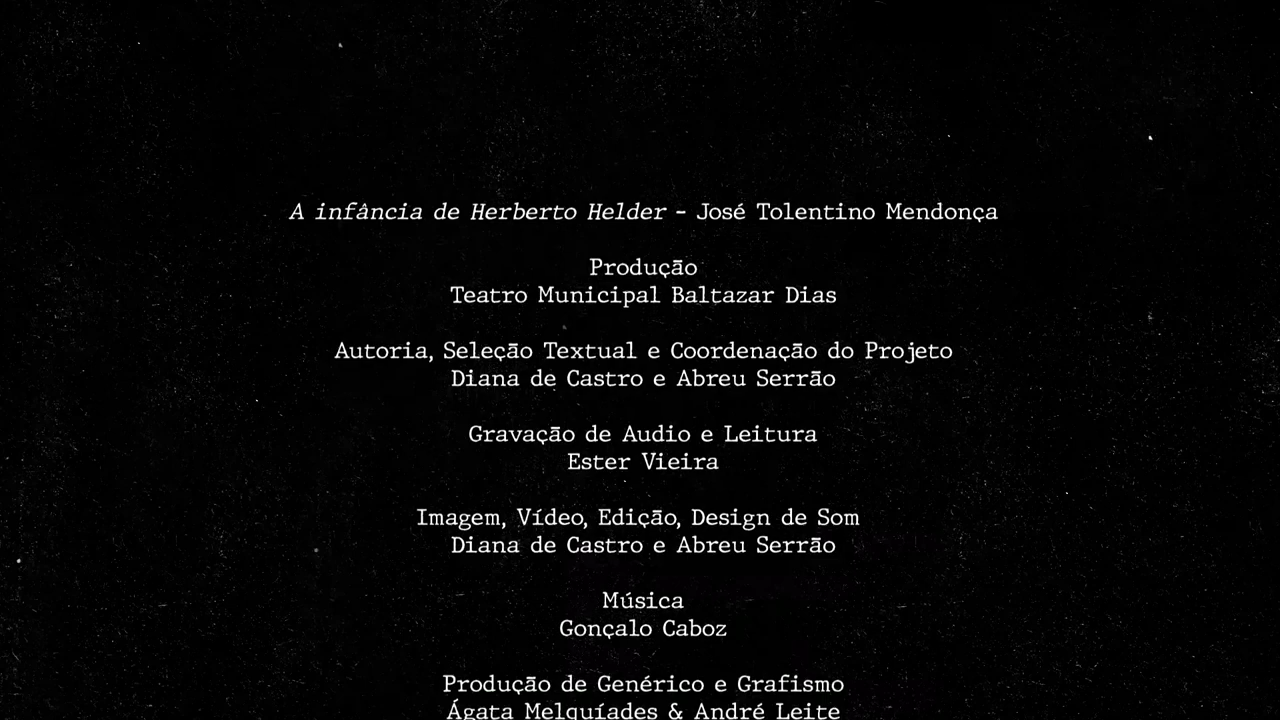 A infância de Herberto Helder - José Tolentino Mendonça
Produção
Teatro Municipal Baltazar Dias
Autoria, Seleção Textual e Coordenação do Projeto
Diana de Castro e Abreu Serrão
Gravação de Audio e Leitura
Ester Vieira
Imagem, Vídeo, Edição, Design de Som
Diana de Castro e Abreu Serrão
Música
Gonçalo Caboz
Produção de Genérico e Grafismo
Ágata Melquíades & André Leite